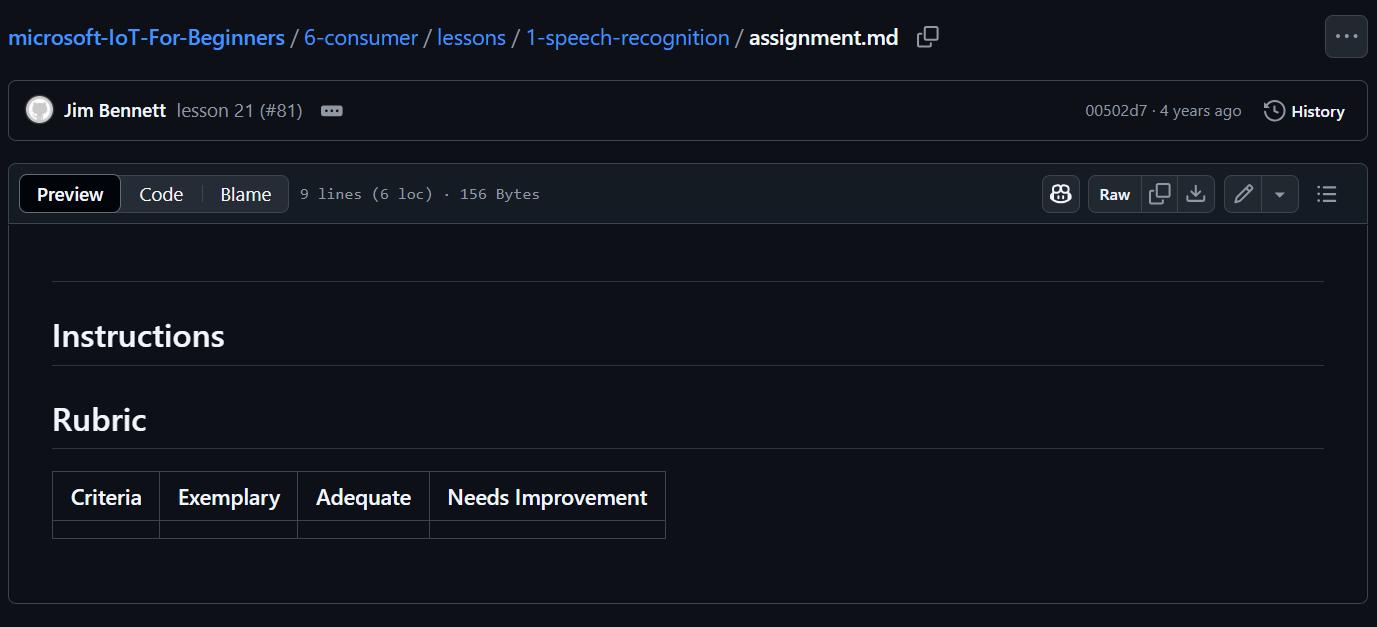 microsoft-IoT-For-Beginners / 6-consumer / lessons / 1-speech-recognition / assignment.md
Jim Bennett lesson 21 (#81) 00502d7 · 4 years ago History
Preview Code Blame 9 lines (6 loc) · 156 Bytes Raw
Instructions
Rubric
Criteria Exemplary Adequate Needs Improvement